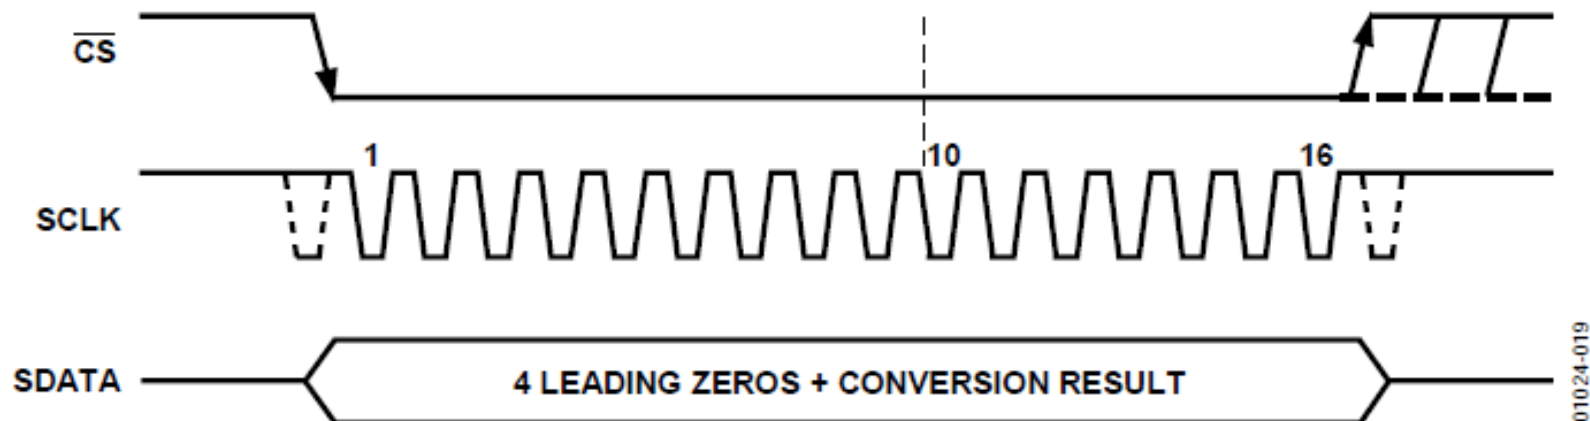 CS
1 10 16
SCLK
SDATA 4 LEADING ZEROS + CONVERSION RESULT
01024-019